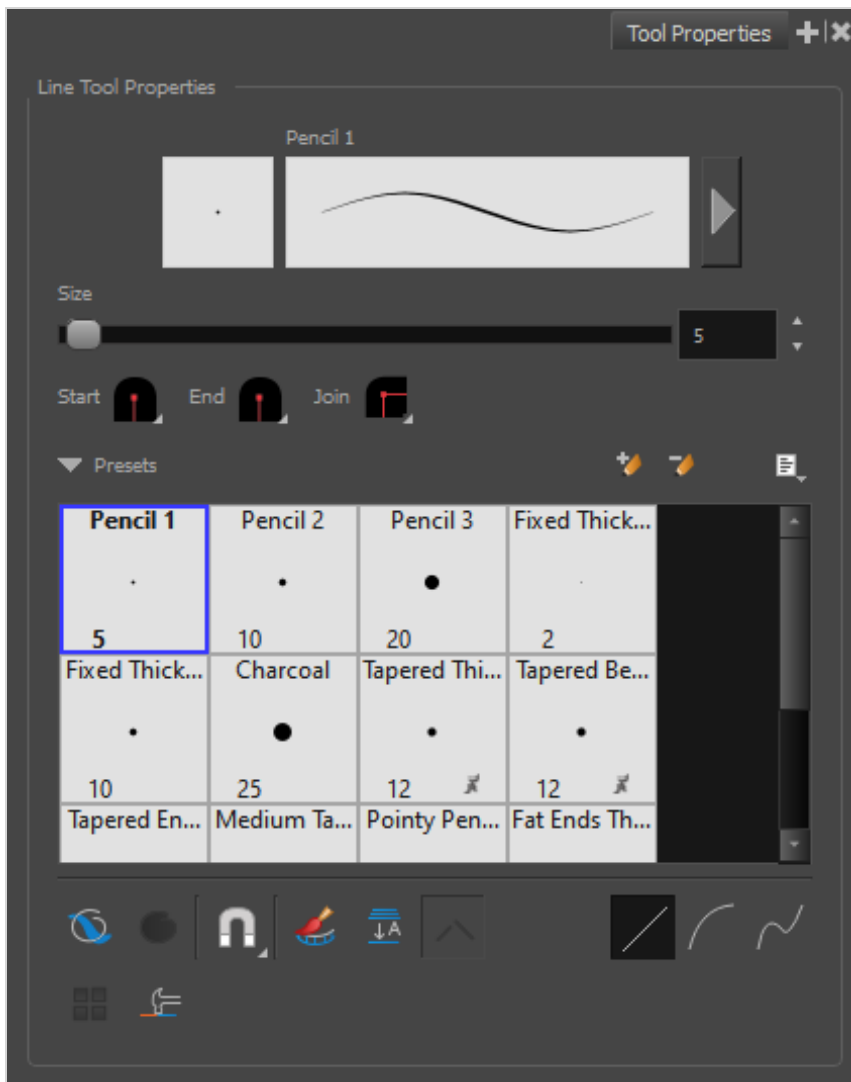 Tool Properties
Line Tool Properties
Pencil 1
Size
5
Start End Join
Presets
Pencil 1 Pencil 2 Pencil 3 Fixed Thick...
5 10 20 2
Fixed Thick... Charcoal Tapered Thi... Tapered Be...
10 25 12 12
Tapered En... Medium Ta... Pointy Pen... Fat Ends Th...
A